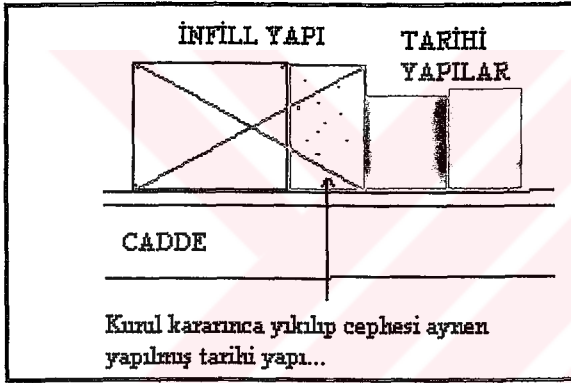 İNFİLL YAPI
TARİHİ
YAPILAR
CADDE
Kurul kararınca yıkılıp cephesi aynen
yapılmış tarihi yapı...